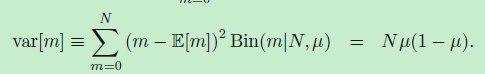 var[m] ≡ ∑_{m=0}^{N} (m − 𝔼[m])² Bin(m|N, μ) = Nμ(1 − μ).